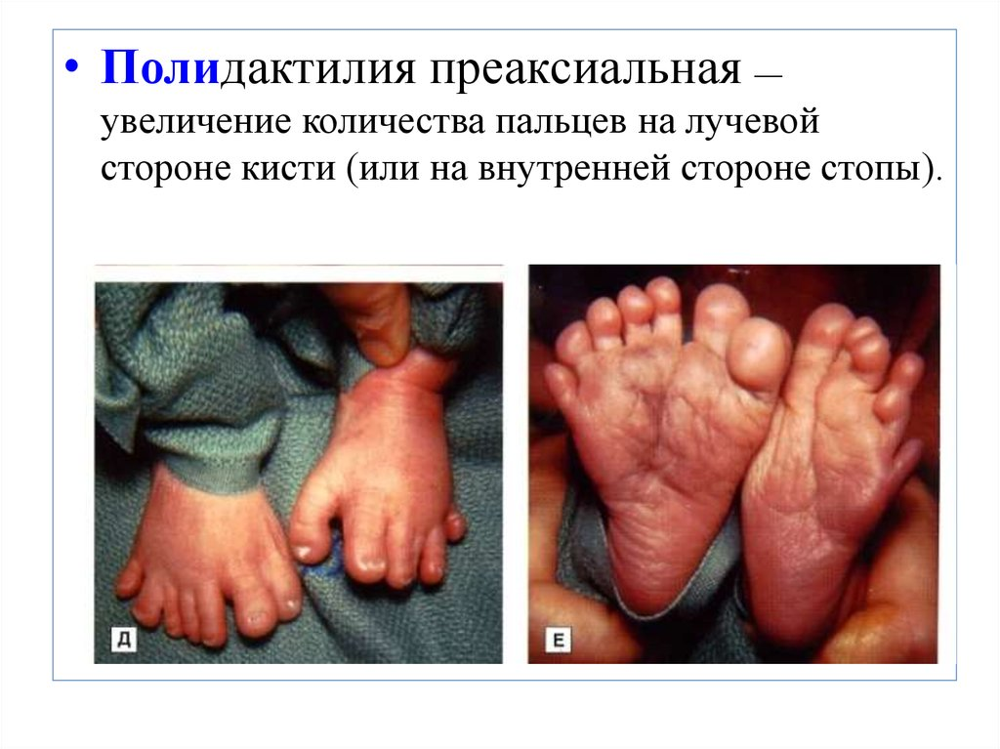 • Полидактилия преаксиальная —
увеличение количества пальцев на лучевой
стороне кисти (или на внутренней стороне стопы).
Д
Е